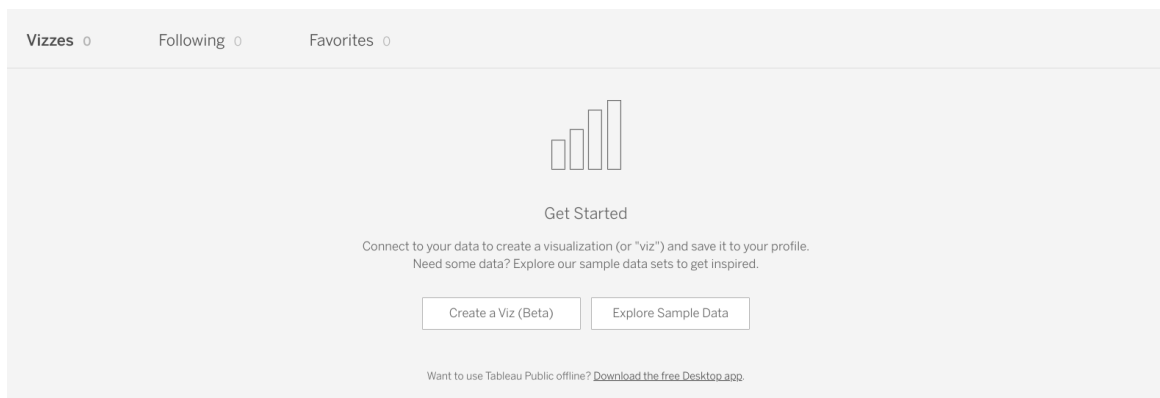 Vizzes 0 Following 0 Favorites 0
Get Started
Connect to your data to create a visualization (or "viz") and save it to your profile.
Need some data? Explore our sample data sets to get inspired.
Create a Viz (Beta) Explore Sample Data
Want to use Tableau Public offline? Download the free Desktop app.